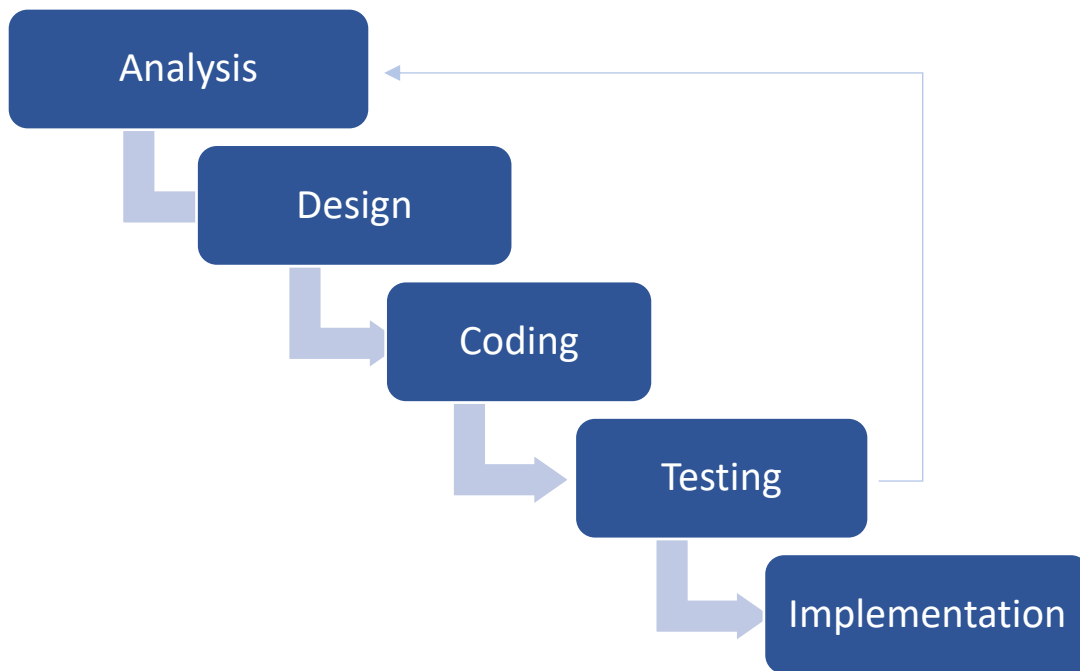 Analysis
Design
Coding
Testing
Implementation